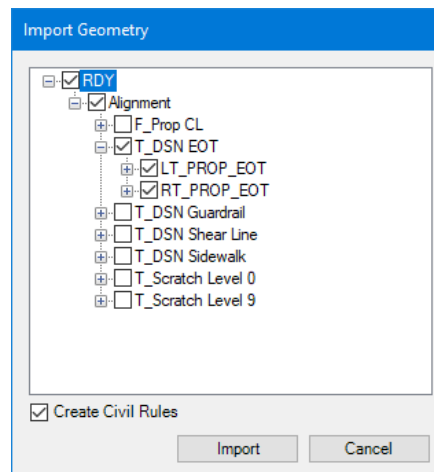 Import Geometry
RDY
Alignment
F_Prop CL
T_DSN EOT
LT_PROP_EOT
RT_PROP_EOT
T_DSN Guardrail
T_DSN Shear Line
T_DSN Sidewalk
T_Scratch Level 0
T_Scratch Level 9
Create Civil Rules
Import Cancel